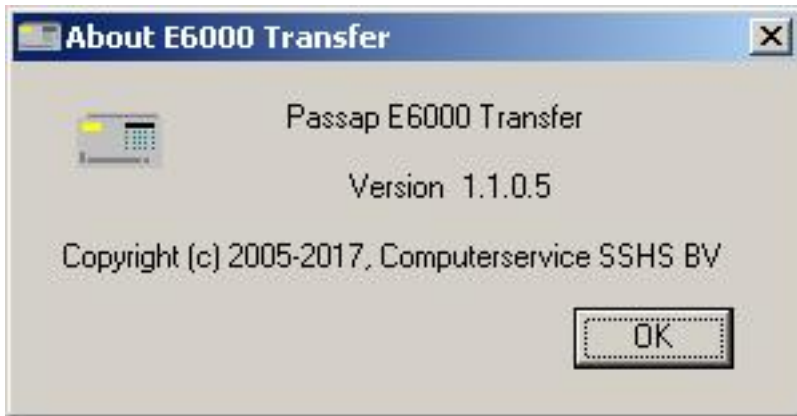 About E6000 Transfer
Passap E6000 Transfer
Version 1.1.0.5
Copyright (c) 2005-2017, Computerservice SSHS BV
OK